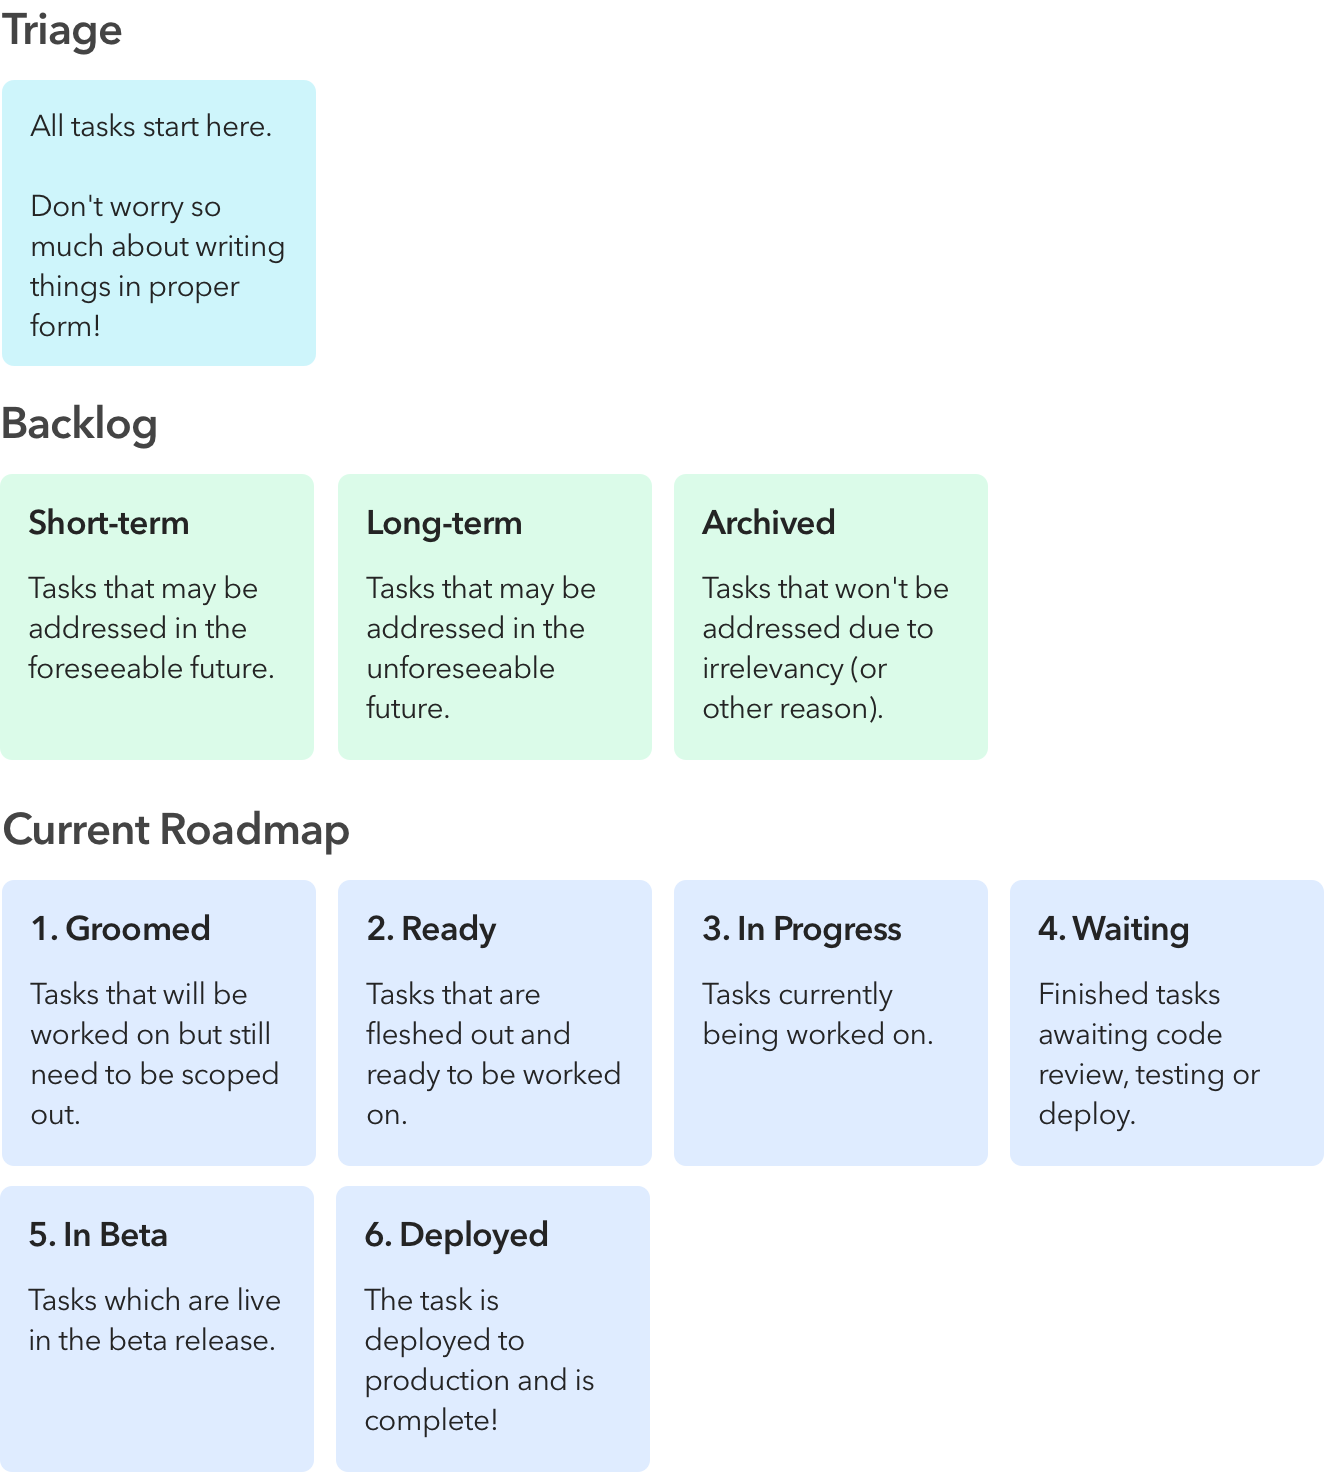 Triage
All tasks start here.
Don't worry so
much about writing
things in proper
form!
Backlog
Short-term
Tasks that may be
addressed in the
foreseeable future.
Long-term
Tasks that may be
addressed in the
unforeseeable
future.
Archived
Tasks that won't be
addressed due to
irrelevancy (or
other reason).
Current Roadmap
1. Groomed
Tasks that will be
worked on but still
need to be scoped
out.
2. Ready
Tasks that are
fleshed out and
ready to be worked
on.
3. In Progress
Tasks currently
being worked on.
4. Waiting
Finished tasks
awaiting code
review, testing or
deploy.
5. In Beta
Tasks which are live
in the beta release.
6. Deployed
The task is
deployed to
production and is
complete!